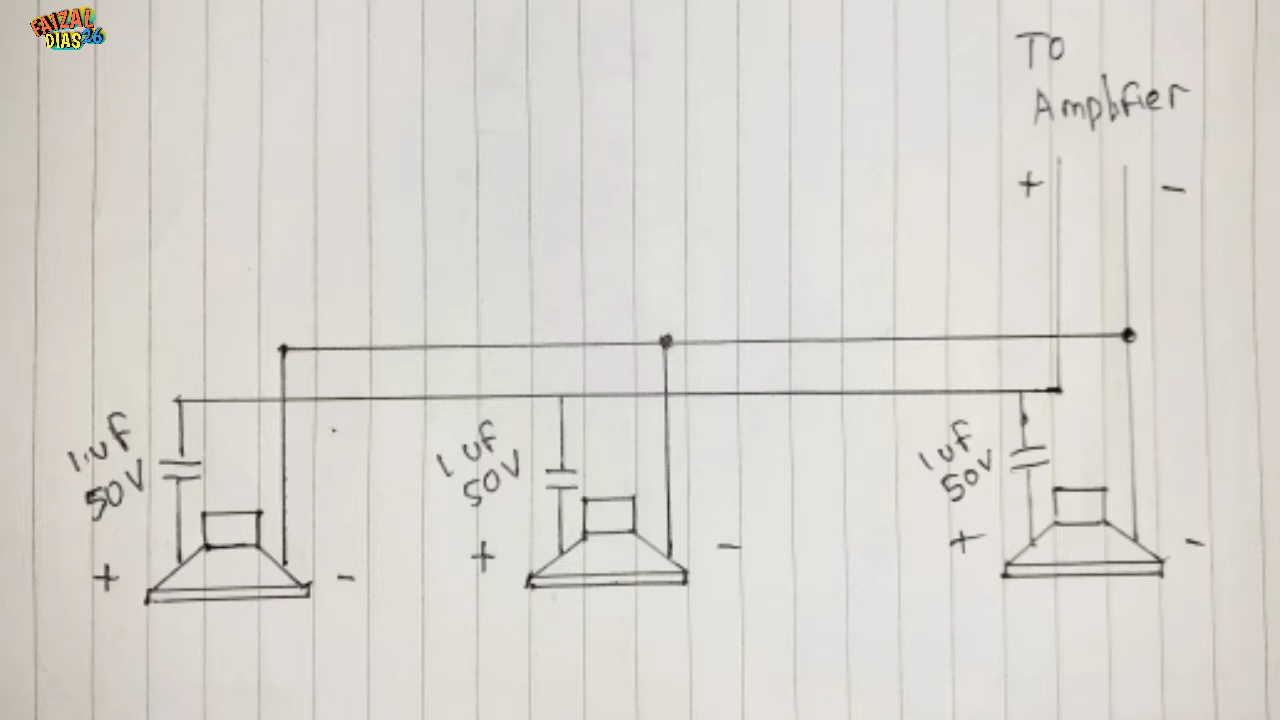 FAIZAL
DIAS26
To
Amplifier
+ -
1uf
50V
1uf
50V
1uf
50V
+ -
+ -
+ -